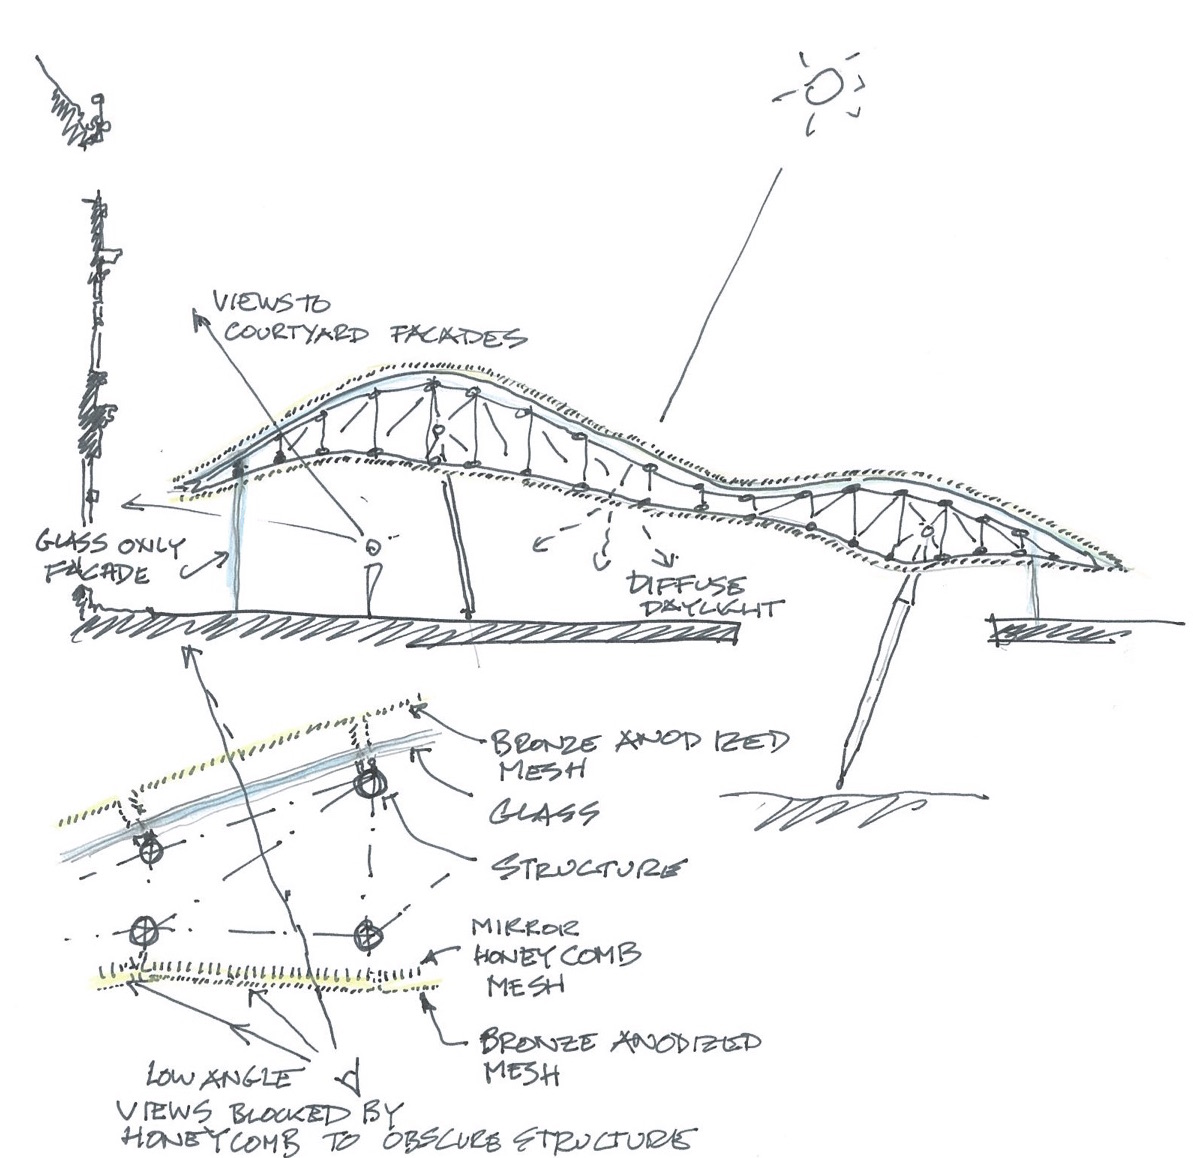 VIEWS TO
COURTYARD FACADES
GLASS ONLY
FACADE
DIFFUSE
DAYLIGHT
BRONZE ANODIZED
MESH
GLASS
STRUCTURE
MIRROR
HONEYCOMB
MESH
BRONZE ANODIZED
MESH
LOW ANGLE
VIEWS BLOCKED BY
HONEYCOMB TO OBSCURE STRUCTURE